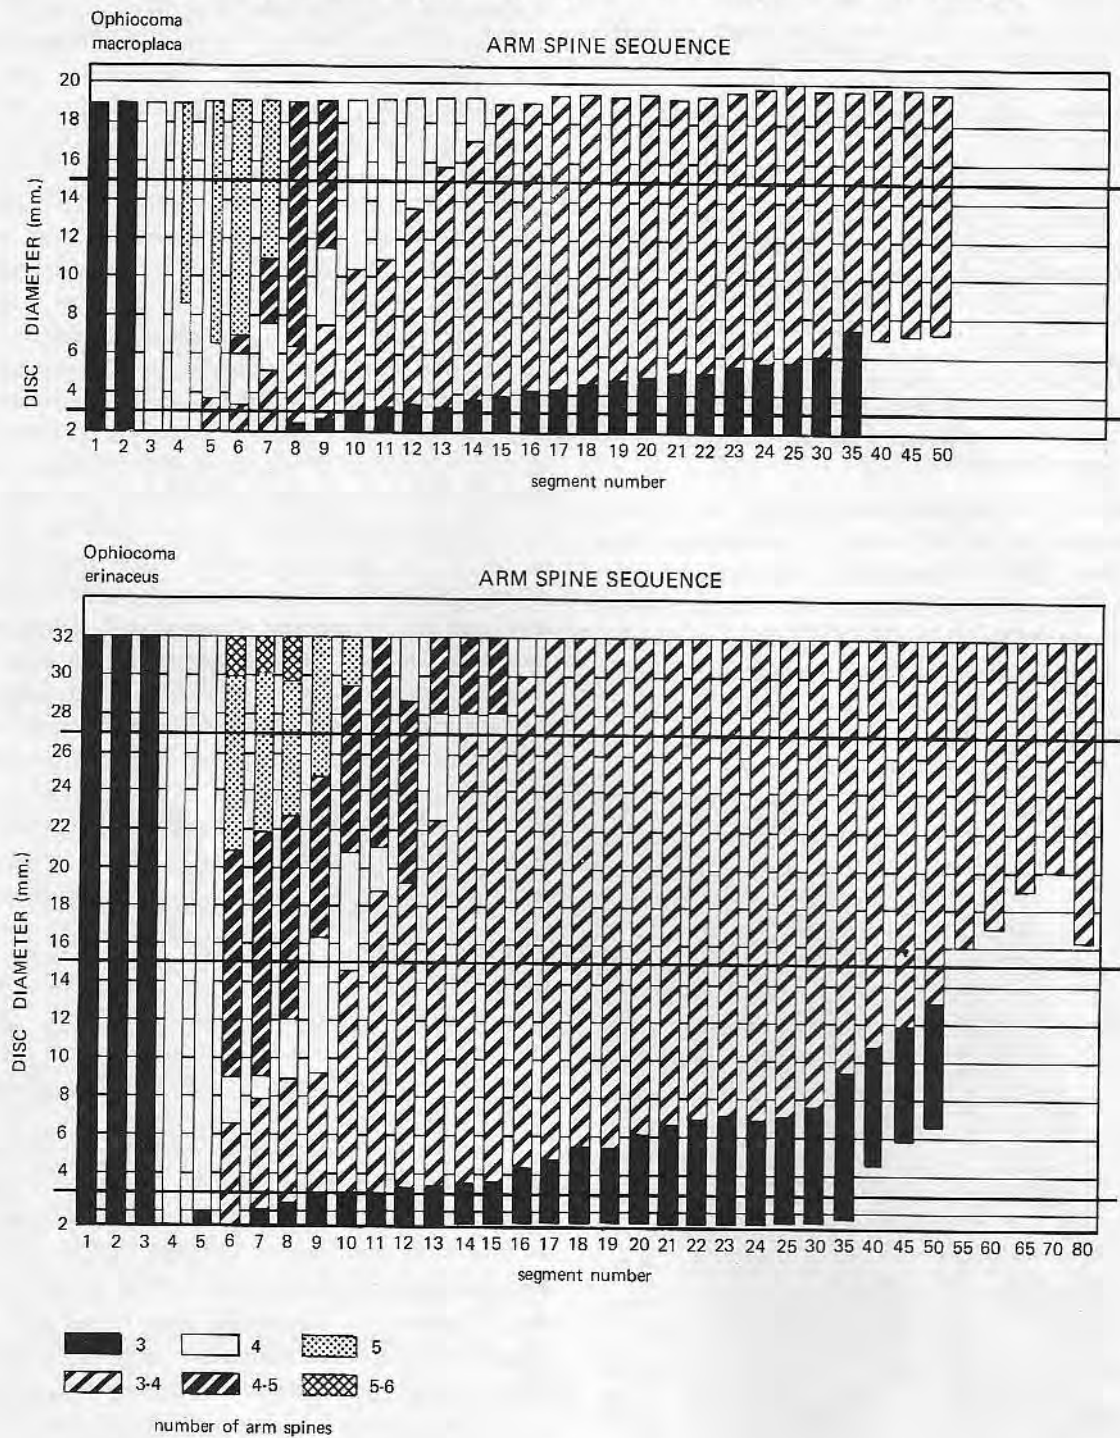 Ophiocoma
macroplaca
ARM SPINE SEQUENCE
20
18
16
14
12
10
8
6
4
2
DISC DIAMETER (mm.)
1 2 3 4 5 6 7 8 9 10 11 12 13 14 15 16 17 18 19 20 21 22 23 24 25 30 35 40 45 50
segment number
Ophiocoma
erinaceus
ARM SPINE SEQUENCE
32
30
28
26
24
22
20
18
16
14
12
10
8
6
4
2
DISC DIAMETER (mm.)
1 2 3 4 5 6 7 8 9 10 11 12 13 14 15 16 17 18 19 20 21 22 23 24 25 30 35 40 45 50 55 60 65 70 80
segment number
3 4 5
3-4 4-5 5-6
number of arm spines